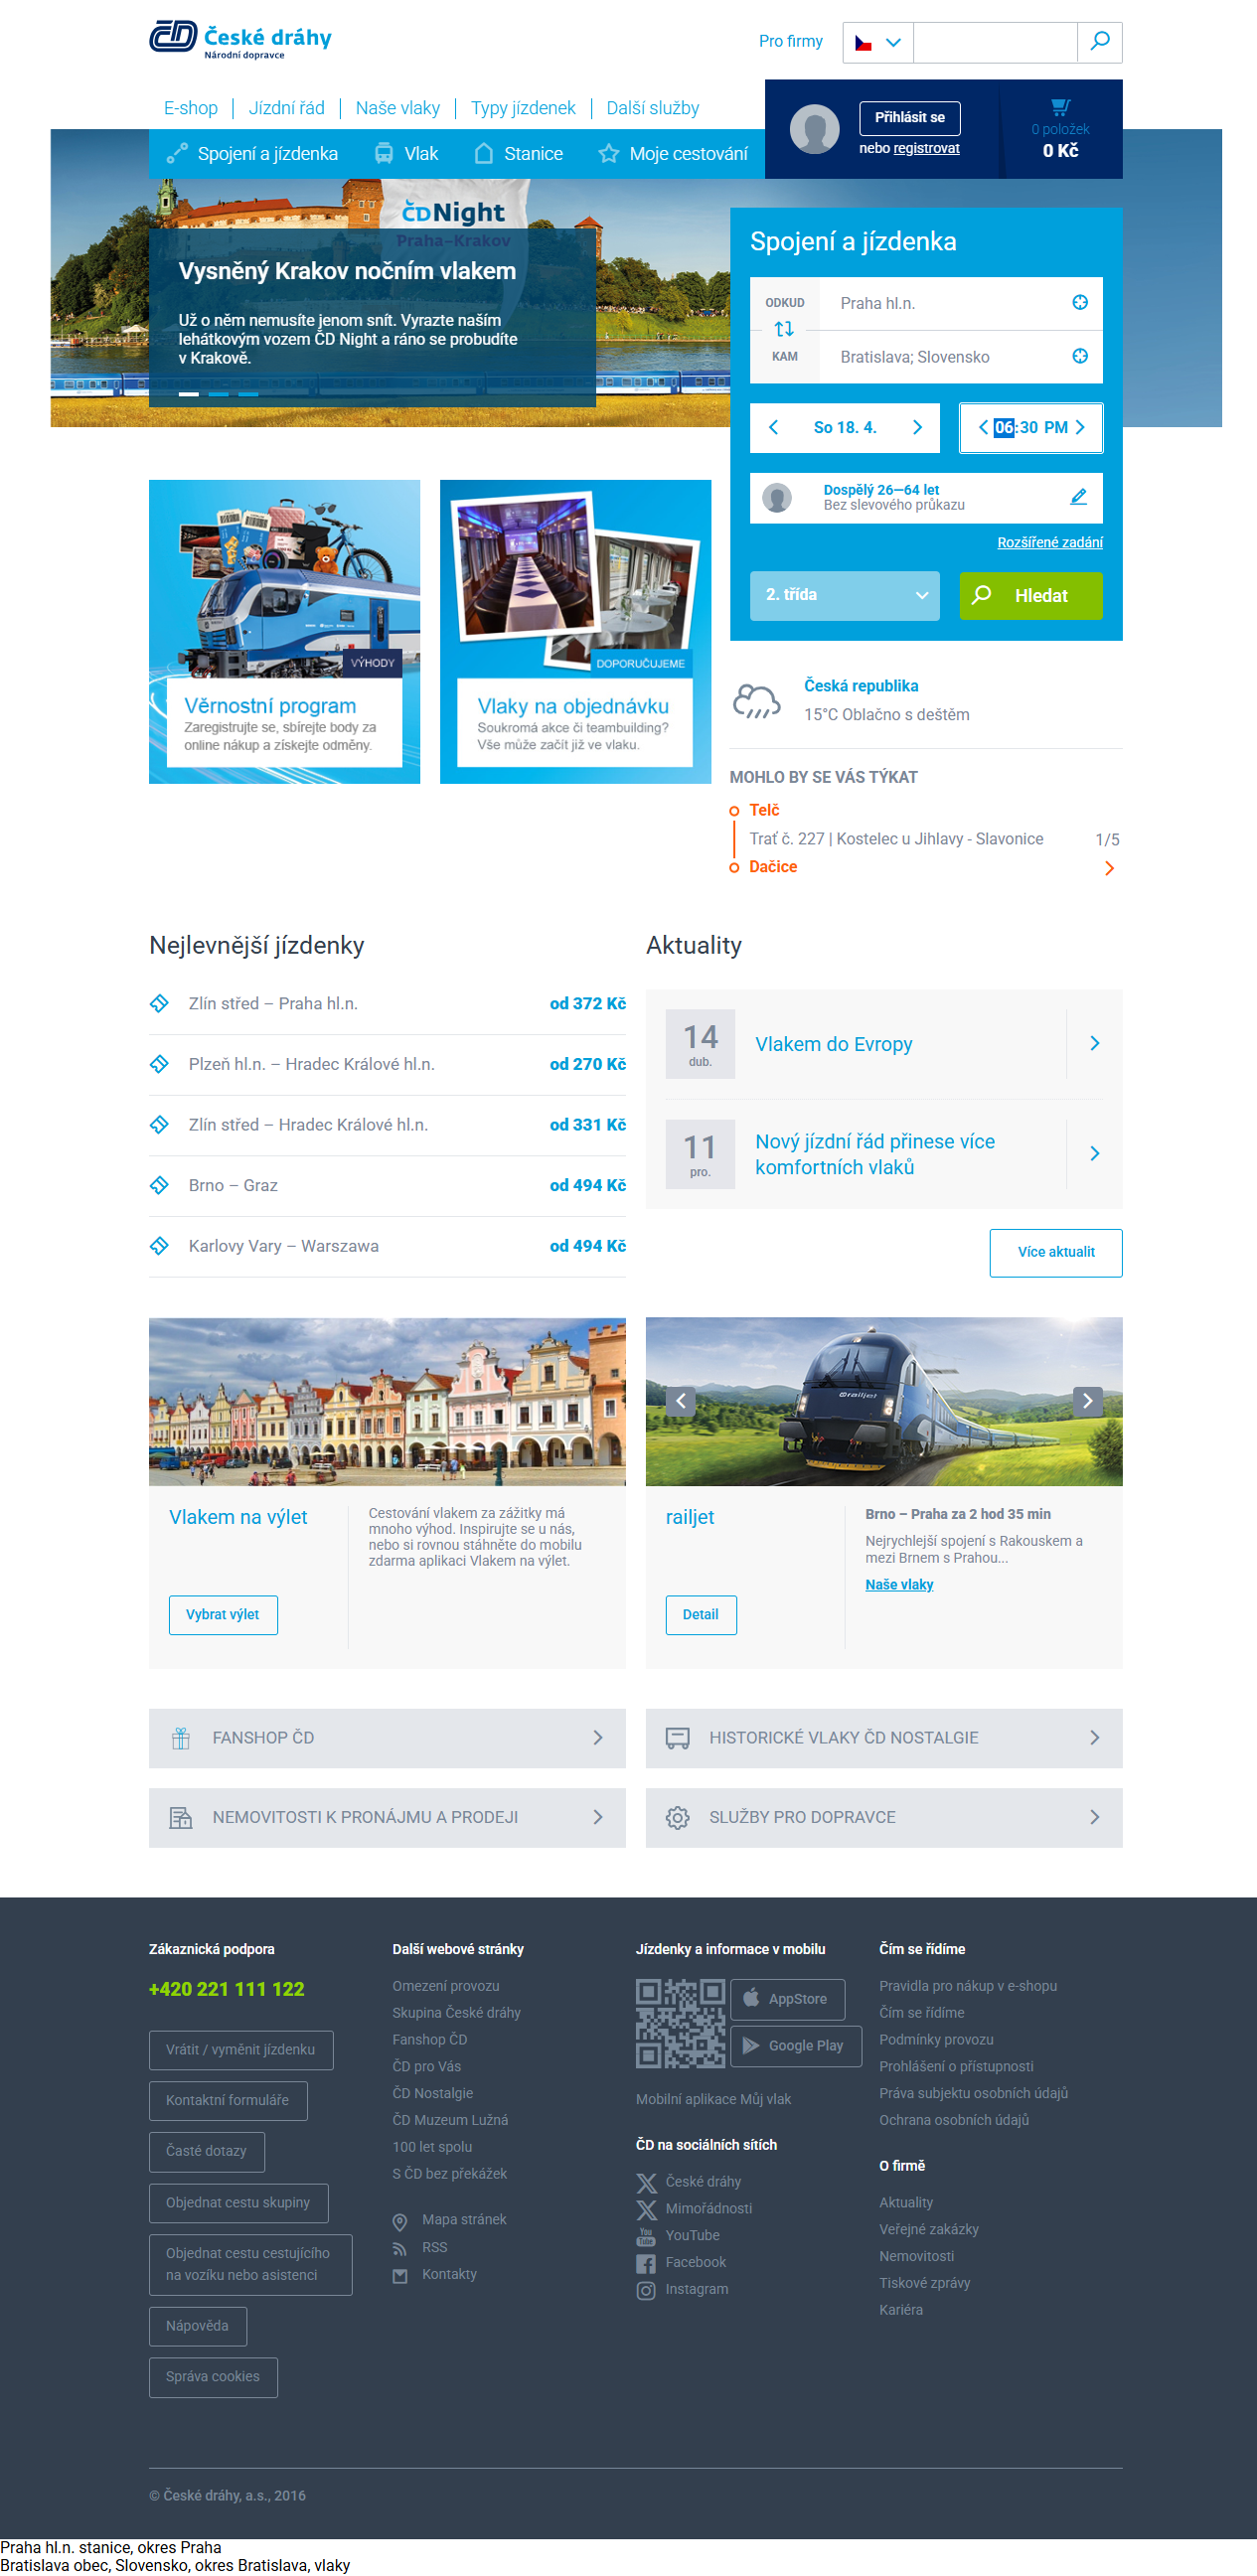 ČD České dráhy
Národní dopravce
Pro firmy
E-shop
Jízdní řád
Naše vlaky
Typy jízdenek
Další služby
Přihlásit se
nebo registrovat
0 položek
0 Kč
Spojení a jízdenka
Vlak
Stanice
Moje cestování
ČD Night
Praha-Krakov
Vysněný Krakov nočním vlakem
Už o něm nemusíte jenom snít. Vyrazte naším
lehátkovým vozem ČD Night a ráno se probudíte
v Krakově.
Spojení a jízdenka
ODKUD
Praha hl.n.
KAM
Bratislava; Slovensko
So 18. 4.
06:30 PM
Dospělý 26—64 let
Bez slevového průkazu
Rozšířené zadání
2. třída
Hledat
VÝHODY
Věrnostní program
Zaregistrujte se, sbírejte body za
online nákup a získejte odměny.
DOPORUČUJEME
Vlaky na objednávku
Soukromá akce či teambuilding?
Vše může začít již ve vlaku.
Česká republika
15°C Oblačno s deštěm
MOHLO BY SE VÁS TÝKAT
Telč
Trať č. 227 | Kostelec u Jihlavy - Slavonice
1/5
Dačice
Nejlevnější jízdenky
Zlín střed – Praha hl.n.
od 372 Kč
Plzeň hl.n. – Hradec Králové hl.n.
od 270 Kč
Zlín střed – Hradec Králové hl.n.
od 331 Kč
Brno – Graz
od 494 Kč
Karlovy Vary – Warszawa
od 494 Kč
Aktuality
14
dub.
Vlakem do Evropy
11
pro.
Nový jízdní řád přinese více
komfortních vlaků
Více aktualit
Vlakem na výlet
Cestování vlakem za zážitky má
mnoho výhod. Inspirujte se u nás,
nebo si rovnou stáhněte do mobilu
zdarma aplikaci Vlakem na výlet.
Vybrat výlet
railjet
railjet
Brno – Praha za 2 hod 35 min
Nejrychlejší spojení s Rakouskem a
mezi Brnem s Prahou...
Naše vlaky
Detail
FANSHOP ČD
HISTORICKÉ VLAKY ČD NOSTALGIE
NEMOVITOSTI K PRONÁJMU A PRODEJI
SLUŽBY PRO DOPRAVCE
Zákaznická podpora
+420 221 111 122
Vrátit / vyměnit jízdenku
Kontaktní formuláře
Časté dotazy
Objednat cestu skupiny
Objednat cestu cestujícího
na vozíku nebo asistenci
Nápověda
Správa cookies
Další webové stránky
Omezení provozu
Skupina České dráhy
Fanshop ČD
ČD pro Vás
ČD Nostalgie
ČD Muzeum Lužná
100 let spolu
S ČD bez překážek
Mapa stránek
RSS
Kontakty
Jízdenky a informace v mobilu
AppStore
Google Play
Mobilní aplikace Můj vlak
ČD na sociálních sítích
České dráhy
Mimořádnosti
You
Tube
YouTube
Facebook
Instagram
Čím se řídíme
Pravidla pro nákup v e-shopu
Čím se řídíme
Podmínky provozu
Prohlášení o přístupnosti
Práva subjektu osobních údajů
Ochrana osobních údajů
O firmě
Aktuality
Veřejné zakázky
Nemovitosti
Tiskové zprávy
Kariéra
© České dráhy, a.s., 2016
Praha hl.n. stanice, okres Praha
Bratislava obec, Slovensko, okres Bratislava, vlaky